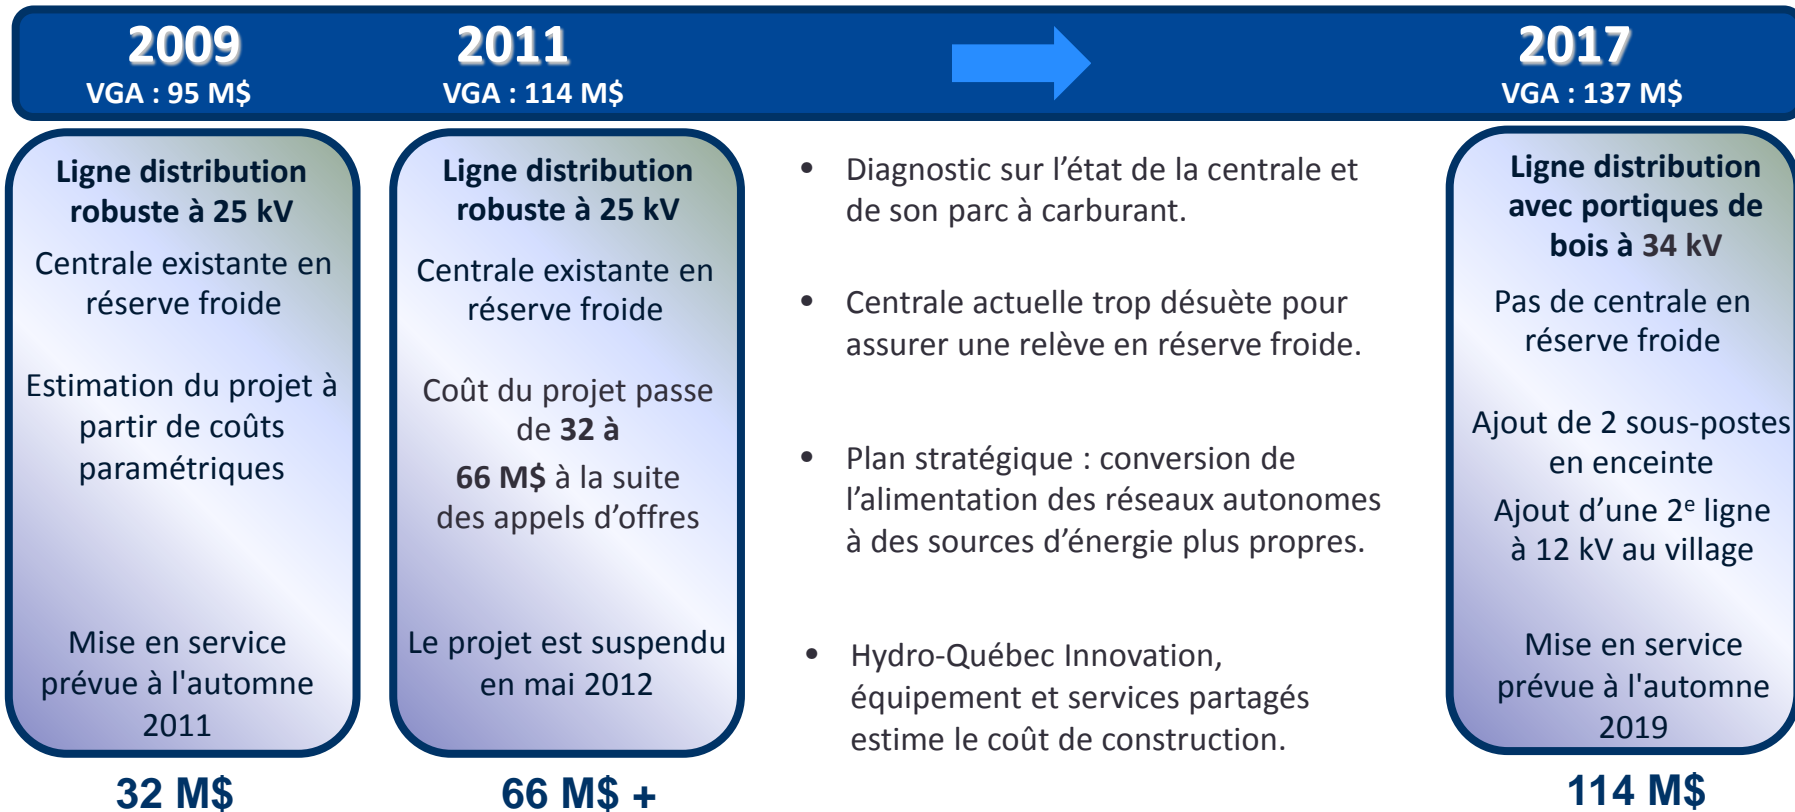 2009
VGA : 95 M$
2011
VGA : 114 M$
2017
VGA : 137 M$
Ligne distribution
robuste à 25 kV
Centrale existante en
réserve froide
Estimation du projet à
partir de coûts
paramétriques
Mise en service
prévue à l'automne
2011
32 M$
Ligne distribution
robuste à 25 kV
Centrale existante en
réserve froide
Coût du projet passe
de 32 à
66 M$ à la suite
des appels d’offres
Le projet est suspendu
en mai 2012
66 M$ +
• Diagnostic sur l’état de la centrale et
de son parc à carburant.
• Centrale actuelle trop désuète pour
assurer une relève en réserve froide.
• Plan stratégique : conversion de
l’alimentation des réseaux autonomes
à des sources d’énergie plus propres.
• Hydro-Québec Innovation,
équipement et services partagés
estime le coût de construction.
Ligne distribution
avec portiques de
bois à 34 kV
Pas de centrale en
réserve froide
Ajout de 2 sous-postes
en enceinte
Ajout d’une 2e ligne
à 12 kV au village
Mise en service
prévue à l'automne
2019
114 M$